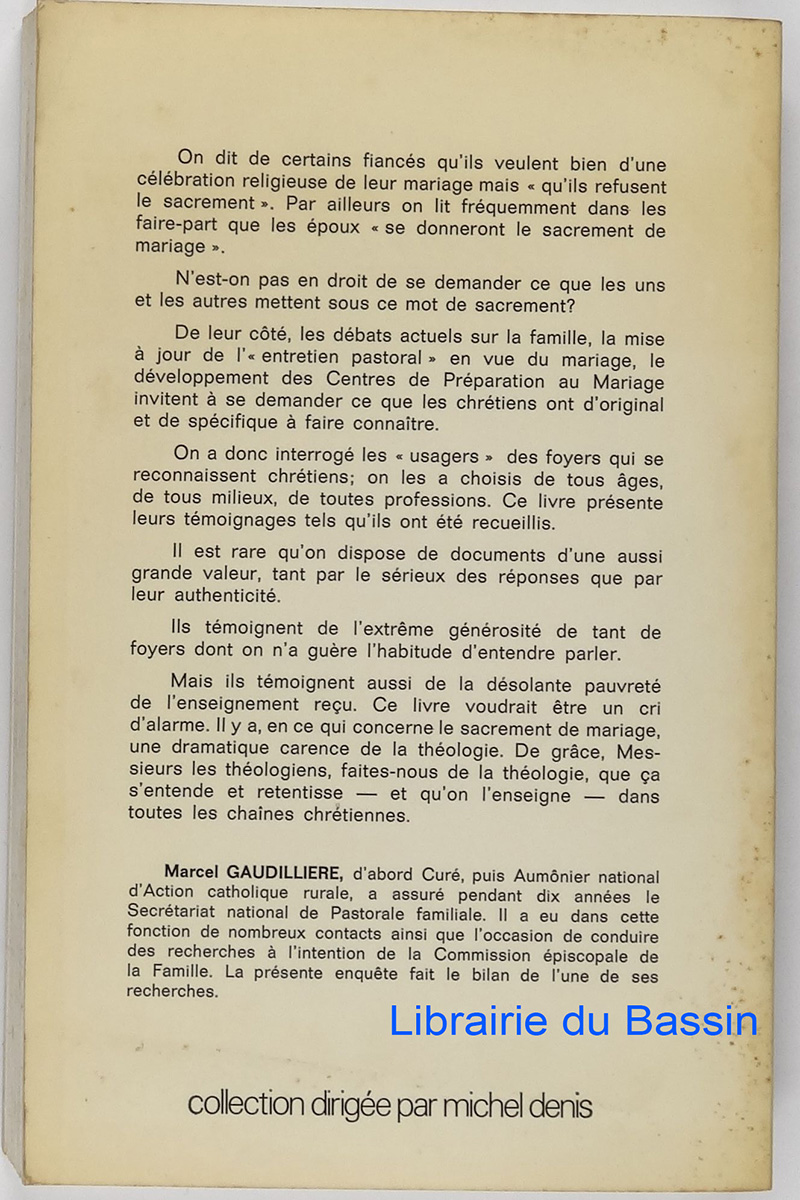 On dit de certains fiancés qu'ils veulent bien d'une
célébration religieuse de leur mariage mais « qu'ils refusent
le sacrement ». Par ailleurs on lit fréquemment dans les
faire-part que les époux « se donneront le sacrement de
mariage ».
N'est-on pas en droit de se demander ce que les uns
et les autres mettent sous ce mot de sacrement?
De leur côté, les débats actuels sur la famille, la mise
à jour de l'« entretien pastoral » en vue du mariage, le
développement des Centres de Préparation au Mariage
invitent à se demander ce que les chrétiens ont d'original
et de spécifique à faire connaître.
On a donc interrogé les « usagers » des foyers qui se
reconnaissent chrétiens; on les a choisis de tous âges,
de tous milieux, de toutes professions. Ce livre présente
leurs témoignages tels qu'ils ont été recueillis.
Il est rare qu'on dispose de documents d'une aussi
grande valeur, tant par le sérieux des réponses que par
leur authenticité.
Ils témoignent de l'extrême générosité de tant de
foyers dont on n'a guère l'habitude d'entendre parler.
Mais ils témoignent aussi de la désolante pauvreté
de l'enseignement reçu. Ce livre voudrait être un cri
d'alarme. Il y a, en ce qui concerne le sacrement de mariage,
une dramatique carence de la théologie. De grâce, Mes-
sieurs les théologiens, faites-nous de la théologie, que ça
s'entende et retentisse — et qu'on l'enseigne — dans
toutes les chaînes chrétiennes.
Marcel GAUDILLIERE, d'abord Curé, puis Aumônier national
d'Action catholique rurale, a assuré pendant dix années le
Secrétariat national de Pastorale familiale. Il a eu dans cette
fonction de nombreux contacts ainsi que l'occasion de conduire
des recherches à l'intention de la Commission épiscopale de
la Famille. La présente enquête fait le bilan de l'une de ses
recherches.
Librairie du Bassin
collection dirigée par michel denis